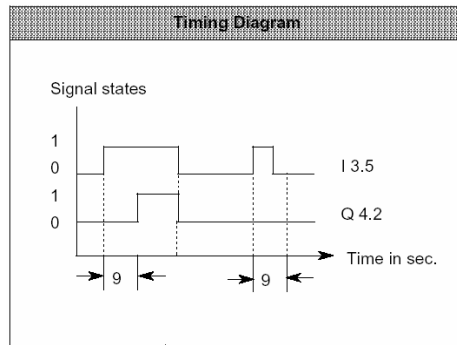 Timing Diagram
Signal states
1
0
I 3.5
1
0
Q 4.2
Time in sec.
9
9